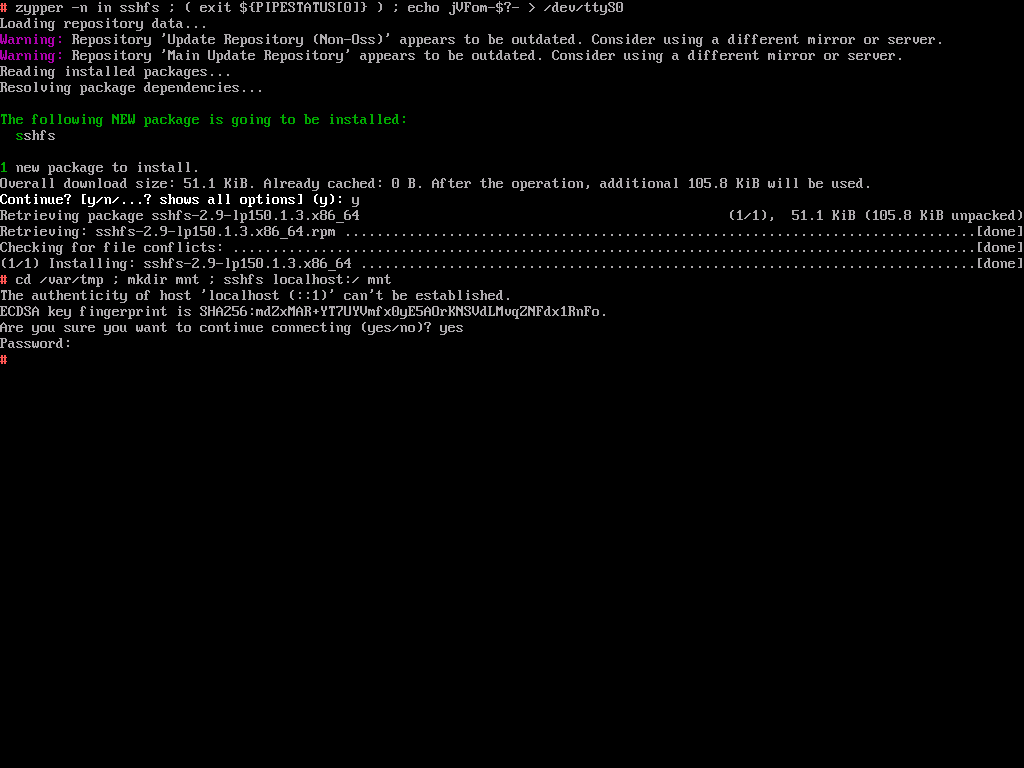 # zypper -n in sshfs ; ( exit ${PIPESTATUS[0]} ) ; echo jVFom-$?- > /dev/ttyS0
Loading repository data...
Warning: Repository 'Update Repository (Non-Oss)' appears to be outdated. Consider using a different mirror or server.
Warning: Repository 'Main Update Repository' appears to be outdated. Consider using a different mirror or server.
Reading installed packages...
Resolving package dependencies...
The following NEW package is going to be installed:
sshfs
1 new package to install.
Overall download size: 51.1 KiB. Already cached: 0 B. After the operation, additional 105.8 KiB will be used.
Continue? [y/n/...? shows all options] (y): y
Retrieving package sshfs-2.9-lp150.1.3.x86_64 (1/1), 51.1 KiB (105.8 KiB unpacked)
Retrieving: sshfs-2.9-lp150.1.3.x86_64.rpm ................................................................................[done]
Checking for file conflicts: ..............................................................................................[done]
(1/1) Installing: sshfs-2.9-lp150.1.3.x86_64 ..............................................................................[done]
# cd /var/tmp ; mkdir mnt ; sshfs localhost:/ mnt
The authenticity of host 'localhost (::1)' can't be established.
ECDSA key fingerprint is SHA256:mdZxMAR+YT7UYVmfx0yE5AOrKNSVdLMvqZNFdx1RnFo.
Are you sure you want to continue connecting (yes/no)? yes
Password:
#